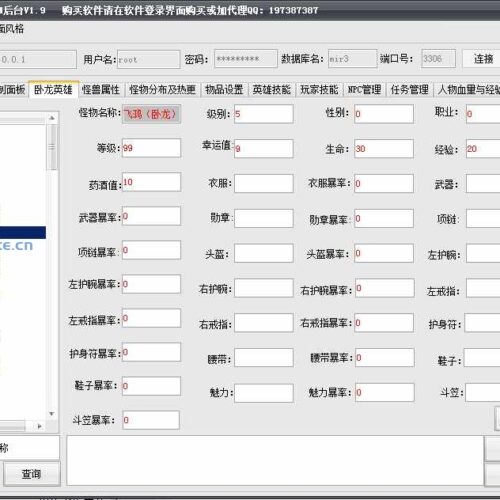 后台V1.9 购买软件请在软件登录界面购买或加代理QQ：197387387
面风格
0.0.1 用户名：root 密码：********* 数据库名：mir3 端口号：3306 连接
制面板 卧龙英雄 怪兽属性 怪物分布及热更 物品设置 英雄技能 玩家技能 NPC管理 任务管理 人物血量与经验
怪物名称：飞鸿（卧龙） 级别：5 性别：0 职业：0
等级：99 幸运值：9 生命：30 经验：20
药酒值：10 衣服： 衣服暴率：0 武器：
武器暴率：0 勋章： 勋章暴率：0 项链：
项链暴率：0 头盔： 头盔暴率：0 左护腕：
左护腕暴率：0 右护腕： 右护腕暴率：0 左戒指：
左戒指暴率：0 右戒指： 右戒指暴率：0 护身符：
护身符暴率：0 腰带： 腰带暴率：0 鞋子：
鞋子暴率：0 魅力： 魅力暴率：0 斗笠：
斗笠暴率：0
称
查询